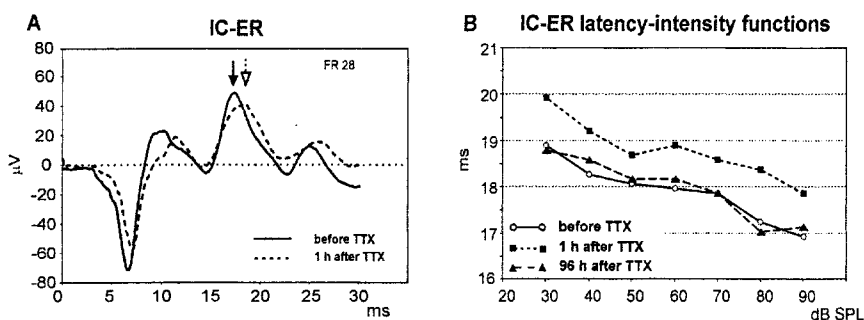 A
IC-ER
FR 28
80
60
40
20
0
-20
-40
-60
-80
µV
0
5
10
15
20
25
30
ms
before TTX
1 h after TTX
B
IC-ER latency-intensity functions
21
20
19
18
17
16
ms
before TTX
1 h after TTX
96 h after TTX
20
30
40
50
60
70
80
90
dB SPL